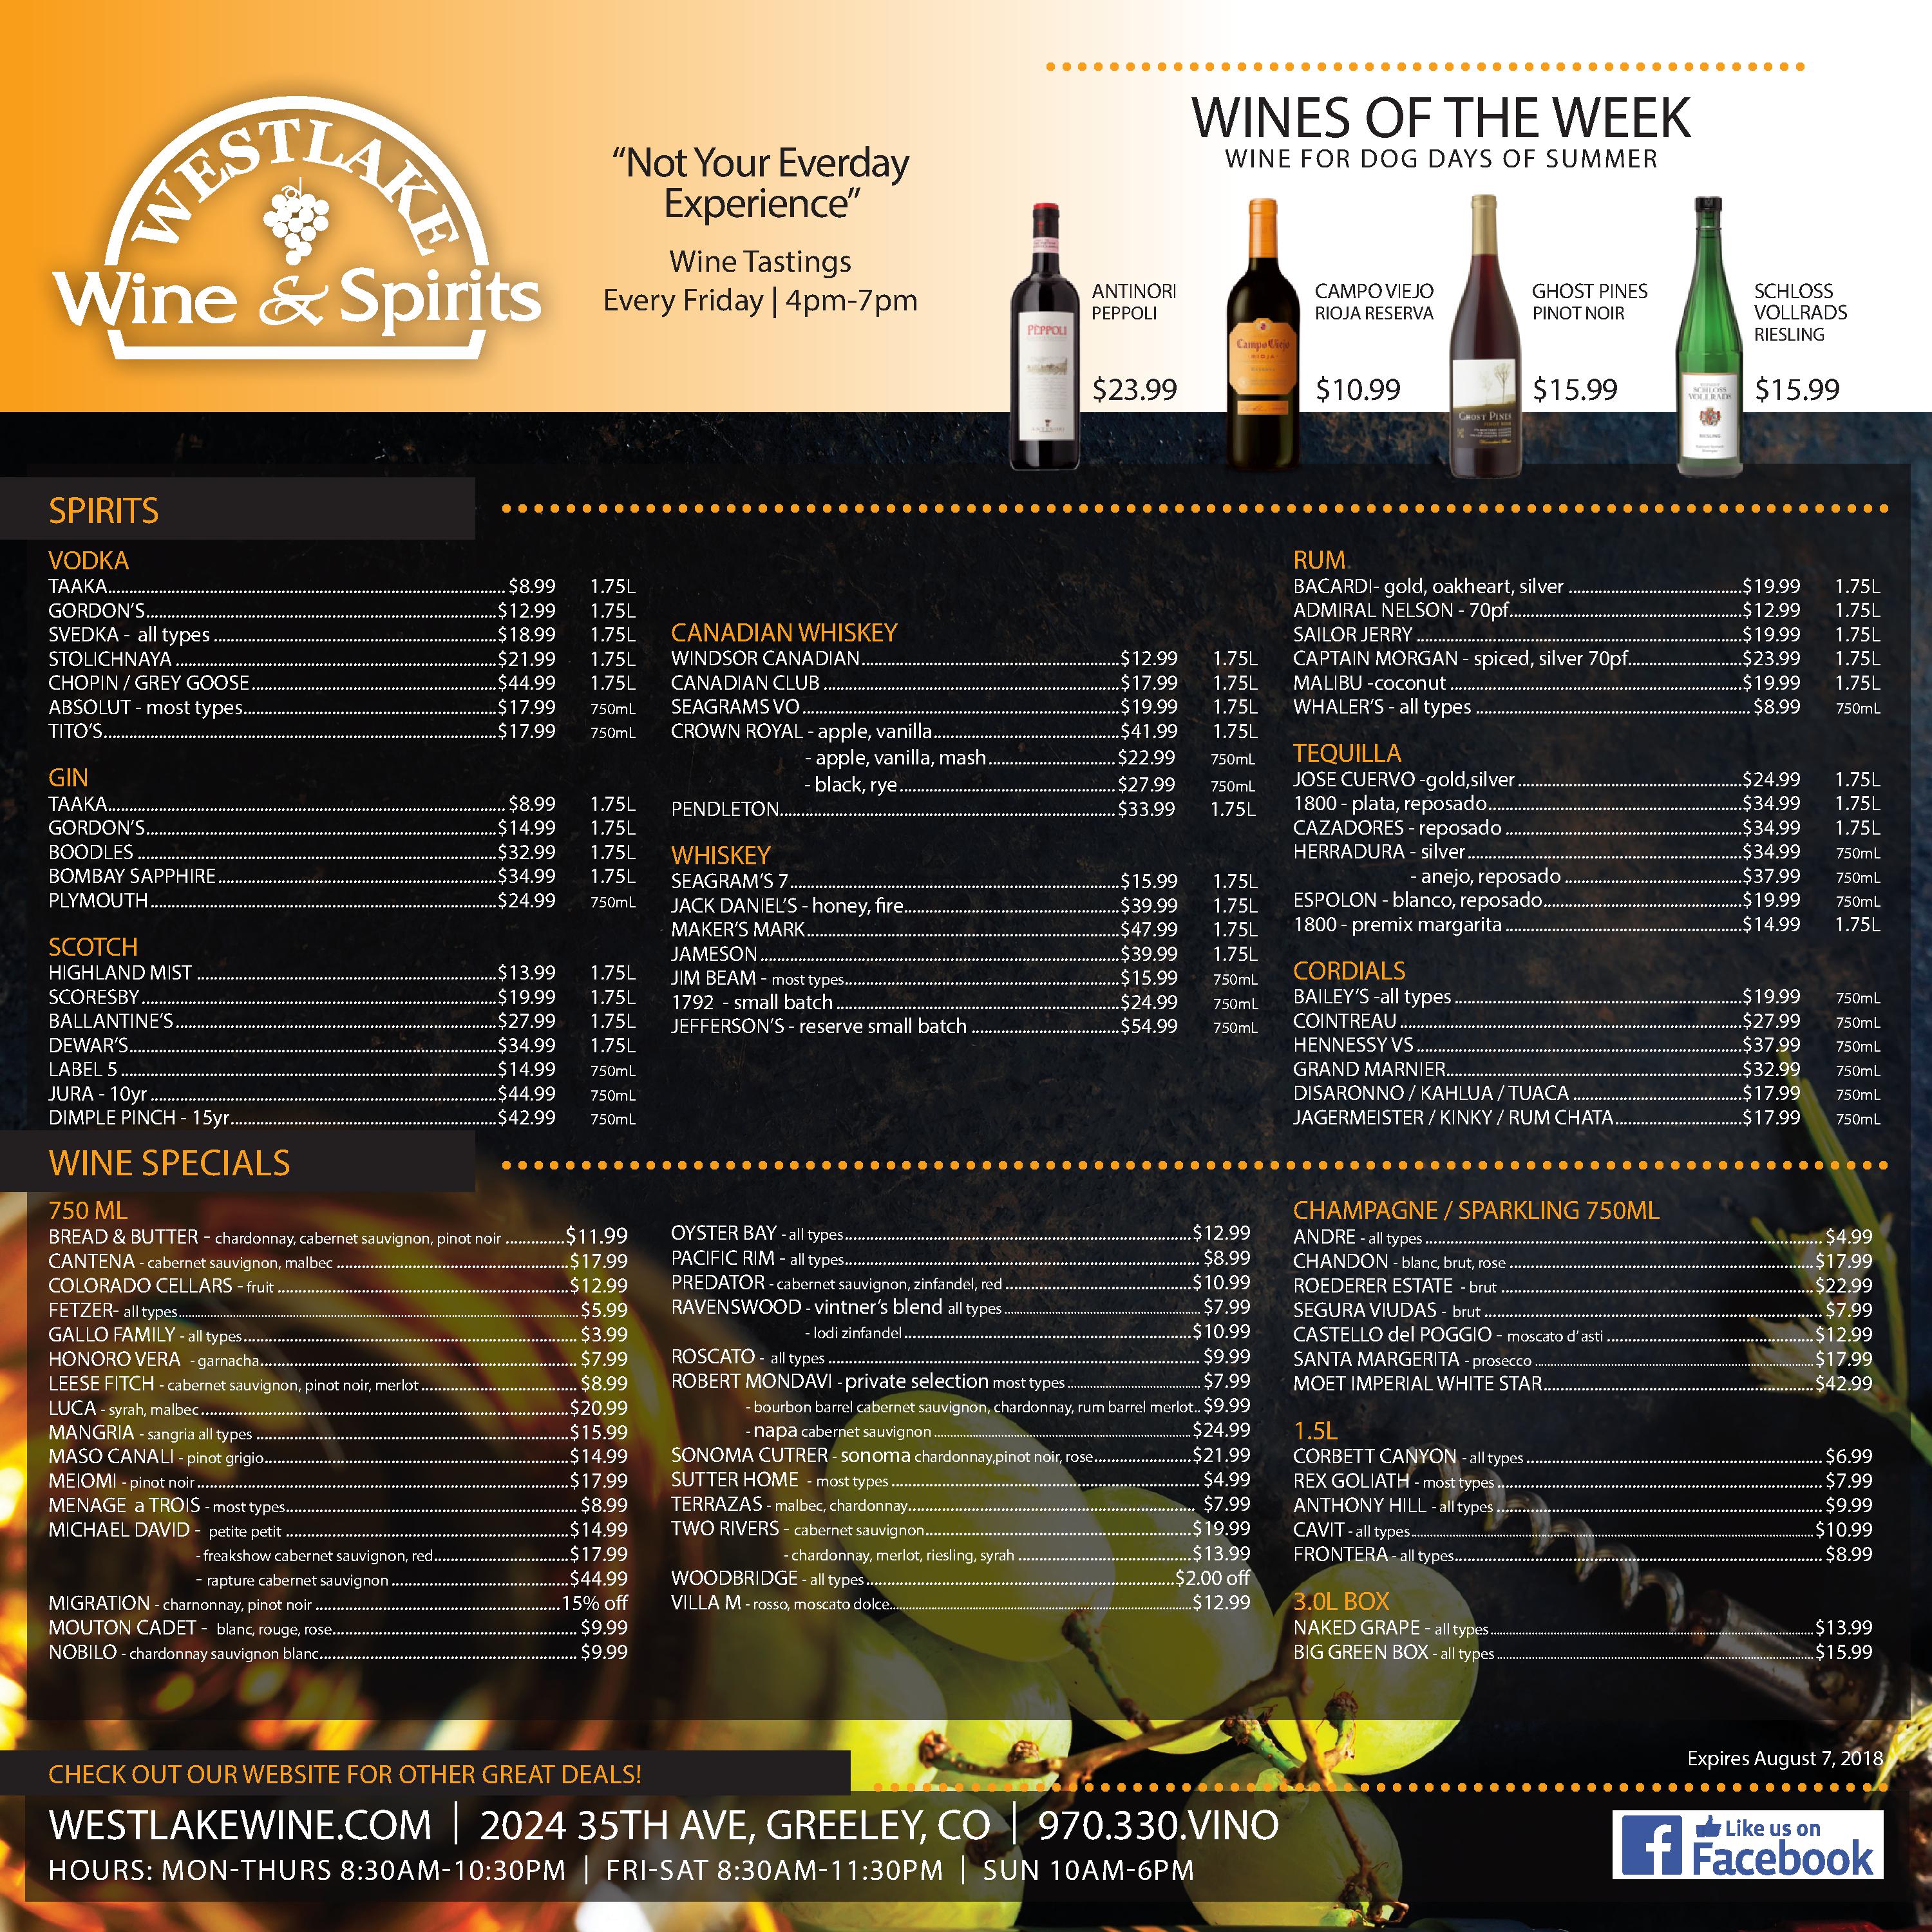 WESTLAKE
Wine & Spirits
“Not Your Everday
Experience”
Wine Tastings
Every Friday | 4pm-7pm
WINES OF THE WEEK
WINE FOR DOG DAYS OF SUMMER
PÈPPOLI
ANTINORI
PEPPOLI
$23.99
Campo Viejo
RIOJA
CAMPO VIEJO
RIOJA RESERVA
$10.99
GHOST PINES
PINOT NOIR
GHOST PINES
PINOT NOIR
$15.99
SCHLOSS
VOLLRADS
RIESLING
SCHLOSS
VOLLRADS
RIESLING
$15.99
SPIRITS
VODKA
TAAKA $8.99 1.75L
GORDON’S $12.99 1.75L
SVEDKA - all types $18.99 1.75L
STOLICHNAYA $21.99 1.75L
CHOPIN / GREY GOOSE $44.99 1.75L
ABSOLUT - most types $17.99 750mL
TITO’S $17.99 750mL
GIN
TAAKA $8.99 1.75L
GORDON’S $14.99 1.75L
BOODLES $32.99 1.75L
BOMBAY SAPPHIRE $34.99 1.75L
PLYMOUTH $24.99 750mL
SCOTCH
HIGHLAND MIST $13.99 1.75L
SCORESBY $19.99 1.75L
BALLANTINE’S $27.99 1.75L
DEWAR’S $34.99 1.75L
LABEL 5 $14.99 750mL
JURA - 10yr $44.99 750mL
DIMPLE PINCH - 15yr $42.99 750mL
CANADIAN WHISKEY
WINDSOR CANADIAN $12.99 1.75L
CANADIAN CLUB $17.99 1.75L
SEAGRAMS VO $19.99 1.75L
CROWN ROYAL - apple, vanilla $41.99 1.75L
- apple, vanilla, mash $22.99 750mL
- black, rye $27.99 750mL
PENDLETON $33.99 1.75L
WHISKEY
SEAGRAM’S 7 $15.99 1.75L
JACK DANIEL’S - honey, fire $39.99 1.75L
MAKER’S MARK $47.99 1.75L
JAMESON $39.99 1.75L
JIM BEAM - most types $15.99 750mL
1792 - small batch $24.99 750mL
JEFFERSON’S - reserve small batch $54.99 750mL
RUM
BACARDI- gold, oakheart, silver $19.99 1.75L
ADMIRAL NELSON - 70pf $12.99 1.75L
SAILOR JERRY $19.99 1.75L
CAPTAIN MORGAN - spiced, silver 70pf $23.99 1.75L
MALIBU -coconut $19.99 1.75L
WHALER’S - all types $8.99 750mL
TEQUILLA
JOSE CUERVO -gold,silver $24.99 1.75L
1800 - plata, reposado $34.99 1.75L
CAZADORES - reposado $34.99 1.75L
HERRADURA - silver $34.99 750mL
- anejo, reposado $37.99 750mL
ESPOLON - blanco, reposado $19.99 750mL
1800 - premix margarita $14.99 1.75L
CORDIALS
BAILEY’S -all types $19.99 750mL
COINTREAU $27.99 750mL
HENNESSY VS $37.99 750mL
GRAND MARNIER $32.99 750mL
DISARONNO / KAHLUA / TUACA $17.99 750mL
JAGERMEISTER / KINKY / RUM CHATA $17.99 750mL
WINE SPECIALS
750 ML
BREAD & BUTTER - chardonnay, cabernet sauvignon, pinot noir $11.99
CANTENA - cabernet sauvignon, malbec $17.99
COLORADO CELLARS - fruit $12.99
FETZER- all types $5.99
GALLO FAMILY - all types $3.99
HONORO VERA - garnacha $7.99
LEESE FITCH - cabernet sauvignon, pinot noir, merlot $8.99
LUCA - syrah, malbec $20.99
MANGRIA - sangria all types $15.99
MASO CANALI - pinot grigio $14.99
MEIOMI - pinot noir $17.99
MENAGE a TROIS - most types $8.99
MICHAEL DAVID - petite petit $14.99
- freakshow cabernet sauvignon, red $17.99
- rapture cabernet sauvignon $44.99
MIGRATION - charnonnay, pinot noir 15% off
MOUTON CADET - blanc, rouge, rose $9.99
NOBILO - chardonnay sauvignon blanc $9.99
OYSTER BAY - all types $12.99
PACIFIC RIM - all types $8.99
PREDATOR - cabernet sauvignon, zinfandel, red $10.99
RAVENSWOOD - vintner’s blend all types $7.99
- lodi zinfandel $10.99
ROSCATO - all types $9.99
ROBERT MONDAVI - private selection most types $7.99
- bourbon barrel cabernet sauvignon, chardonnay, rum barrel merlot $9.99
- napa cabernet sauvignon $24.99
SONOMA CUTRER - sonoma chardonnay,pinot noir, rose $21.99
SUTTER HOME - most types $4.99
TERRAZAS - malbec, chardonnay $7.99
TWO RIVERS - cabernet sauvignon $19.99
- chardonnay, merlot, riesling, syrah $13.99
WOODBRIDGE - all types $2.00 off
VILLA M - rosso, moscato dolce $12.99
CHAMPAGNE / SPARKLING 750ML
ANDRE - all types $4.99
CHANDON - blanc, brut, rose $17.99
ROEDERER ESTATE - brut $22.99
SEGURA VIUDAS - brut $7.99
CASTELLO del POGGIO - moscato d’asti $12.99
SANTA MARGERITA - prosecco $17.99
MOET IMPERIAL WHITE STAR $42.99
1.5L
CORBETT CANYON - all types $6.99
REX GOLIATH - most types $7.99
ANTHONY HILL - all types $9.99
CAVIT - all types $10.99
FRONTERA - all types $8.99
3.0L BOX
NAKED GRAPE - all types $13.99
BIG GREEN BOX - all types $15.99
Expires August 7, 2018
CHECK OUT OUR WEBSITE FOR OTHER GREAT DEALS!
WESTLAKEWINE.COM | 2024 35TH AVE, GREELEY, CO | 970.330.VINO
HOURS: MON-THURS 8:30AM-10:30PM | FRI-SAT 8:30AM-11:30PM | SUN 10AM-6PM
f Like us on
Facebook